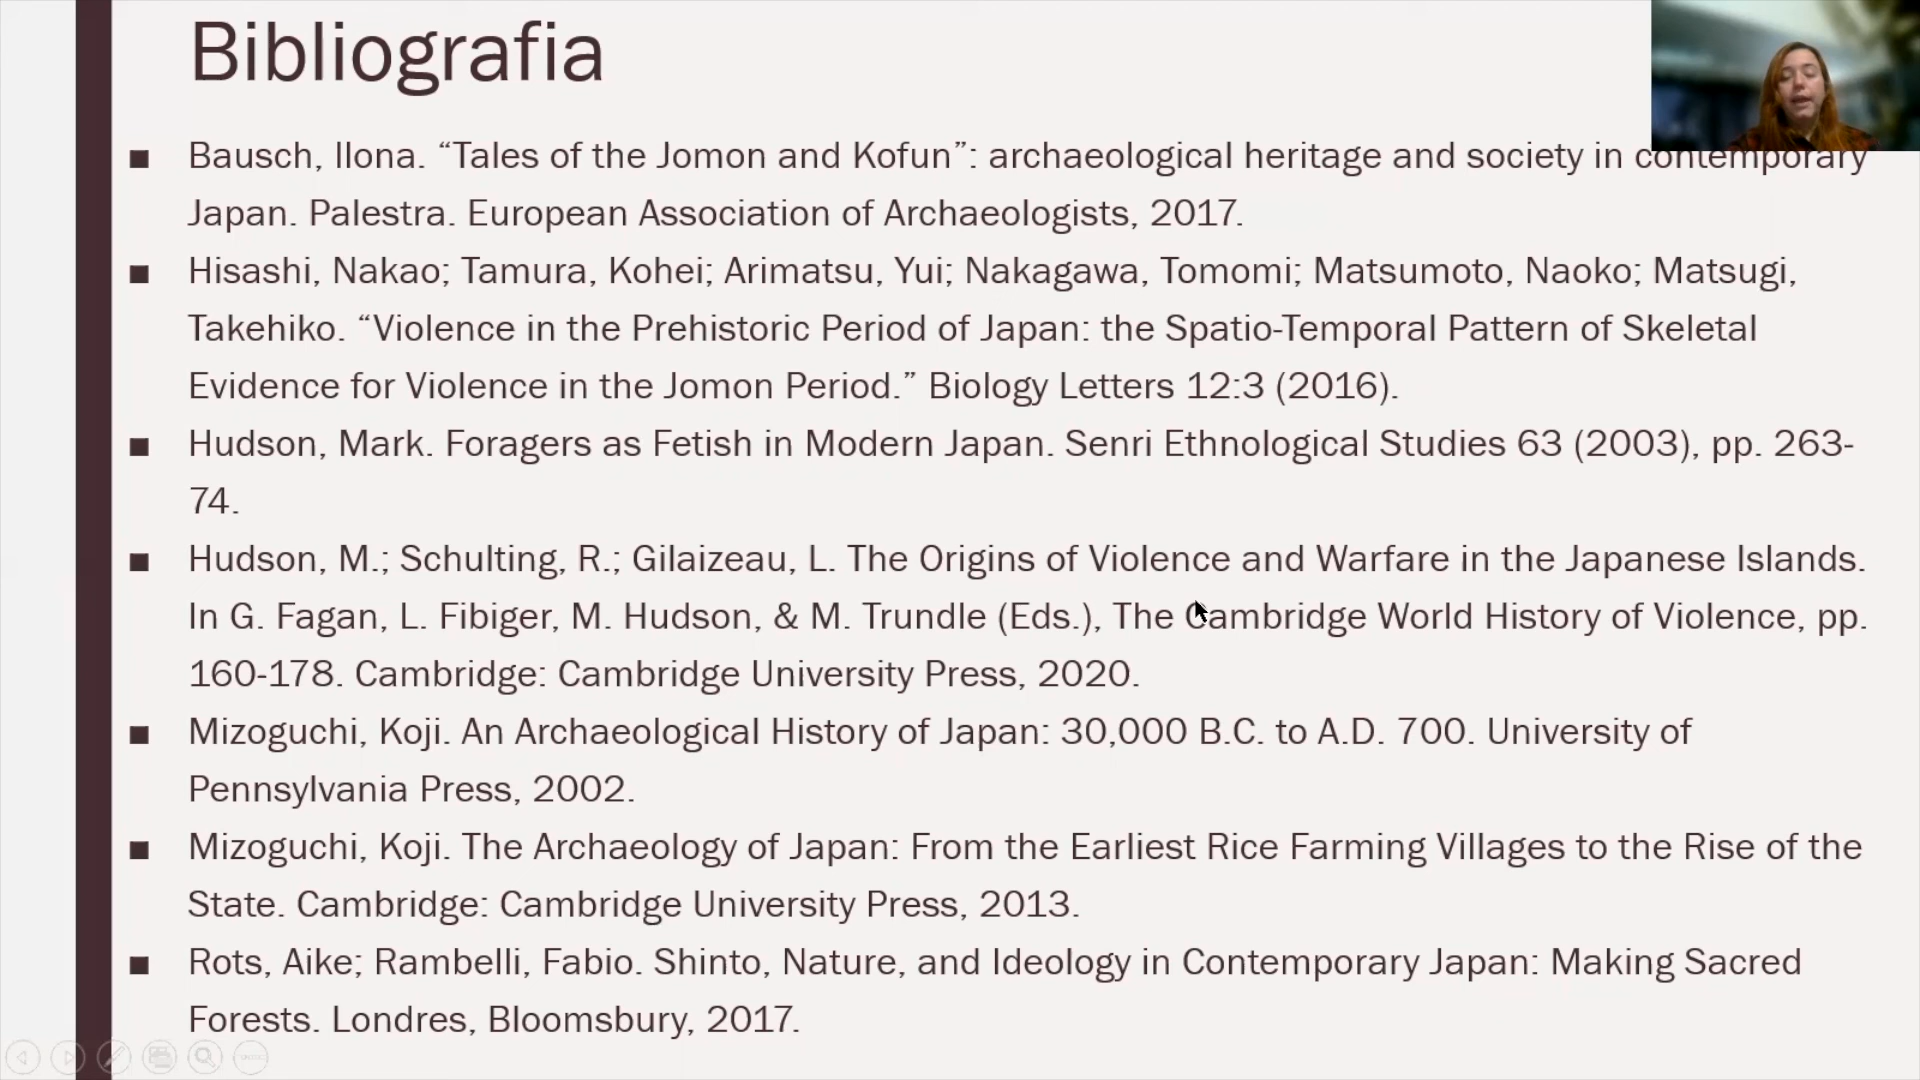 Bibliografia
■ Bausch, Ilona. “Tales of the Jomon and Kofun”: archaeological heritage and society in contemporary
Japan. Palestra. European Association of Archaeologists, 2017.
■ Hisashi, Nakao; Tamura, Kohei; Arimatsu, Yui; Nakagawa, Tomomi; Matsumoto, Naoko; Matsugi,
Takehiko. “Violence in the Prehistoric Period of Japan: the Spatio-Temporal Pattern of Skeletal
Evidence for Violence in the Jomon Period.” Biology Letters 12:3 (2016).
■ Hudson, Mark. Foragers as Fetish in Modern Japan. Senri Ethnological Studies 63 (2003), pp. 263-
74.
■ Hudson, M.; Schulting, R.; Gilaizeau, L. The Origins of Violence and Warfare in the Japanese Islands.
In G. Fagan, L. Fibiger, M. Hudson, & M. Trundle (Eds.), The Cambridge World History of Violence, pp.
160-178. Cambridge: Cambridge University Press, 2020.
■ Mizoguchi, Koji. An Archaeological History of Japan: 30,000 B.C. to A.D. 700. University of
Pennsylvania Press, 2002.
■ Mizoguchi, Koji. The Archaeology of Japan: From the Earliest Rice Farming Villages to the Rise of the
State. Cambridge: Cambridge University Press, 2013.
■ Rots, Aike; Rambelli, Fabio. Shinto, Nature, and Ideology in Contemporary Japan: Making Sacred
Forests. Londres, Bloomsbury, 2017.